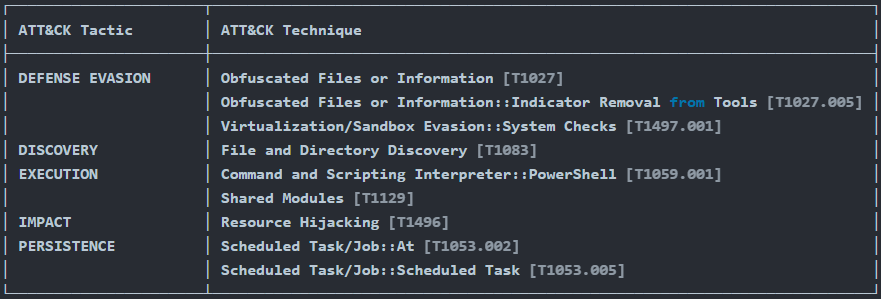 ATT&CK Tactic ATT&CK Technique
DEFENSE EVASION Obfuscated Files or Information [T1027]
Obfuscated Files or Information::Indicator Removal from Tools [T1027.005]
Virtualization/Sandbox Evasion::System Checks [T1497.001]
DISCOVERY File and Directory Discovery [T1083]
EXECUTION Command and Scripting Interpreter::PowerShell [T1059.001]
Shared Modules [T1129]
IMPACT Resource Hijacking [T1496]
PERSISTENCE Scheduled Task/Job::At [T1053.002]
Scheduled Task/Job::Scheduled Task [T1053.005]